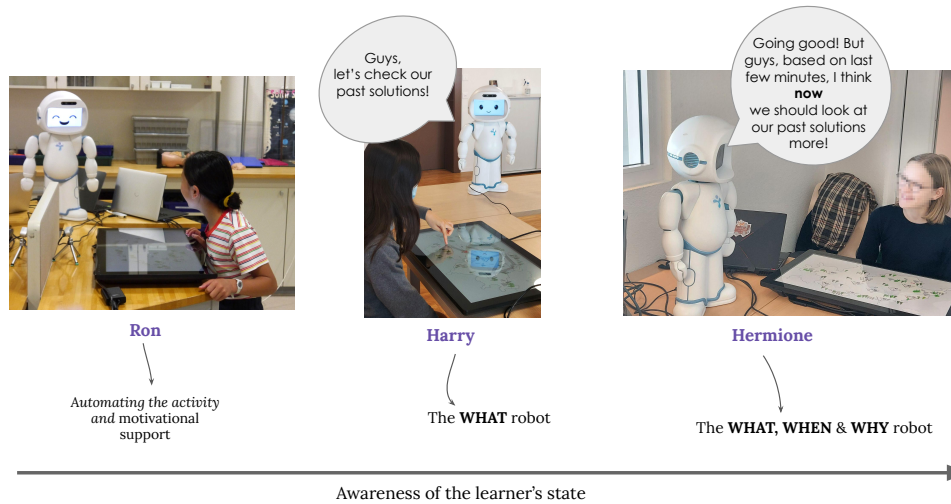 Guys,
let's check our
past solutions!
Going good! But
guys, based on last
few minutes, I think
now
we should look at
our past solutions
more!
Ron
Harry
Hermione
Automating the activity
and motivational
support
The WHAT robot
The WHAT, WHEN & WHY robot
Awareness of the learner's state